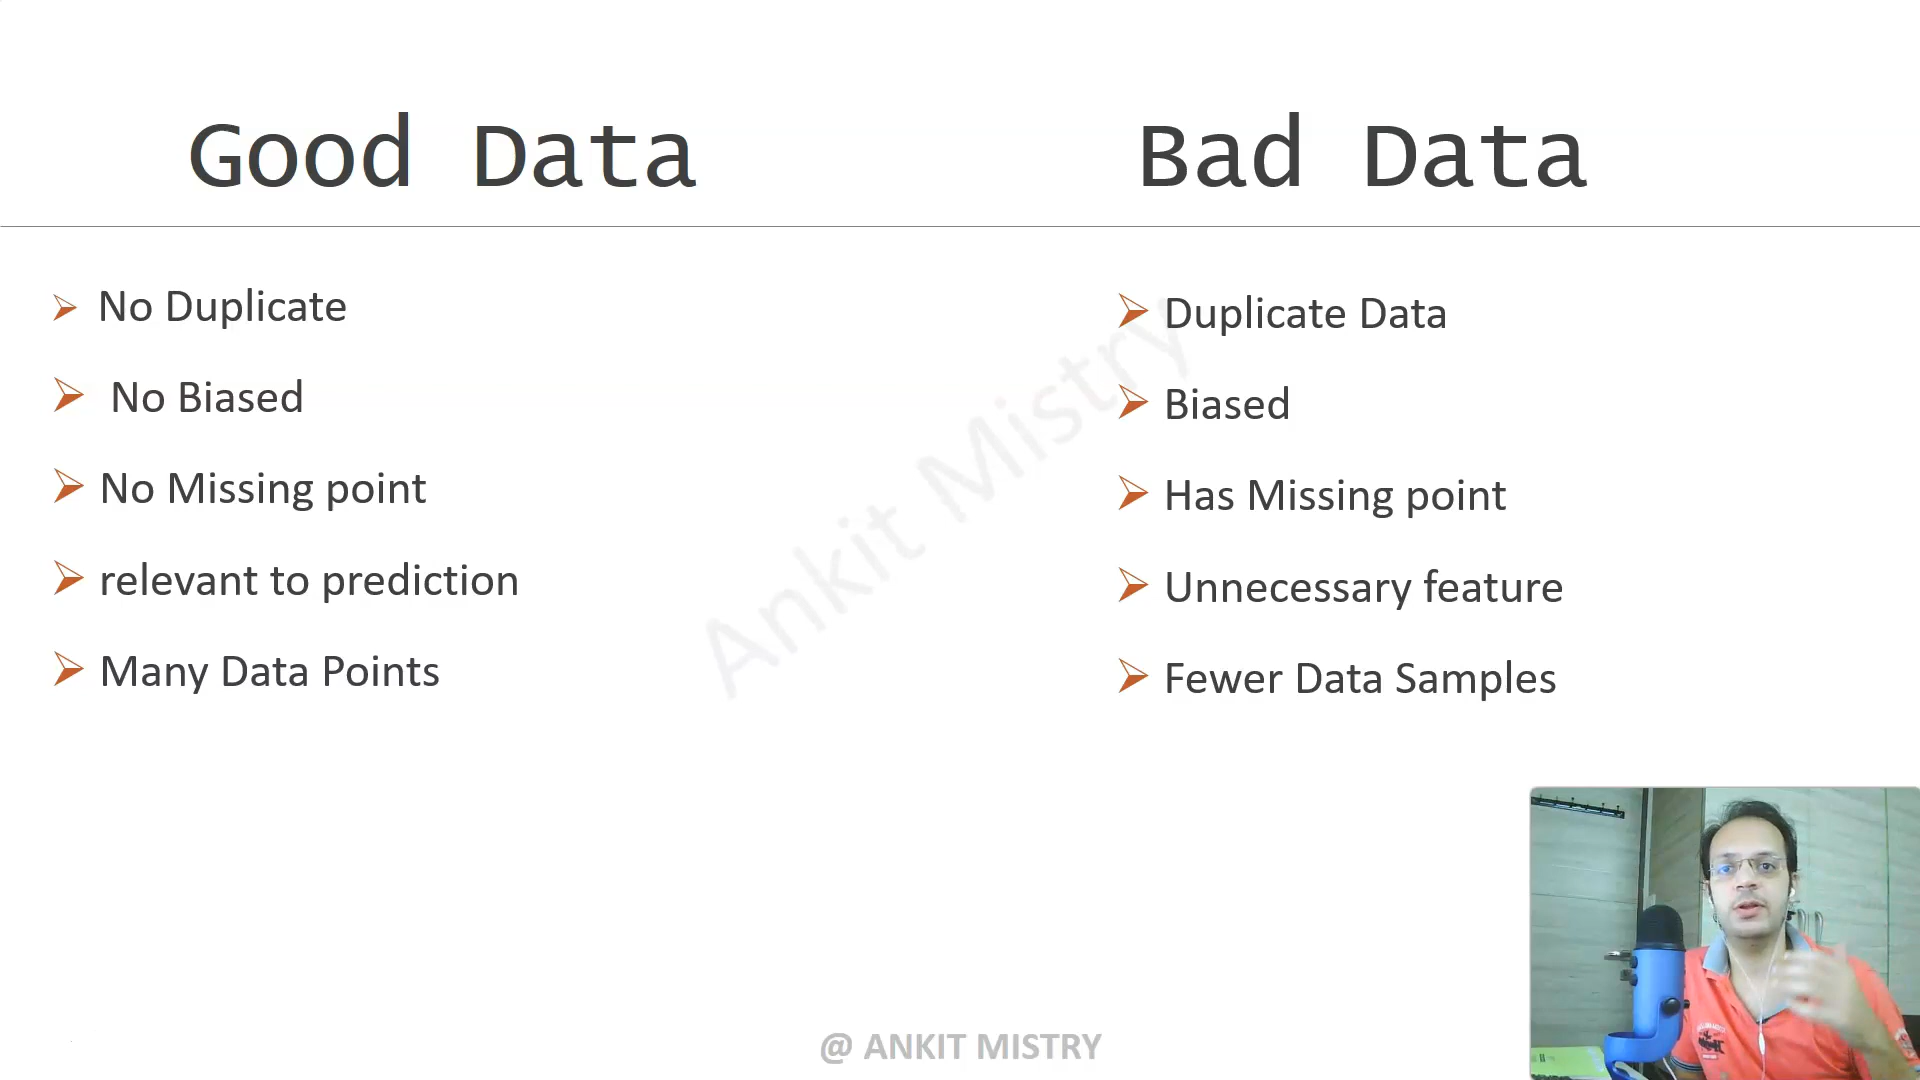 Good Data
Bad Data
No Duplicate
No Biased
No Missing point
relevant to prediction
Many Data Points
Duplicate Data
Biased
Has Missing point
Unnecessary feature
Fewer Data Samples
Ankit Mistry
@ ANKIT MISTRY